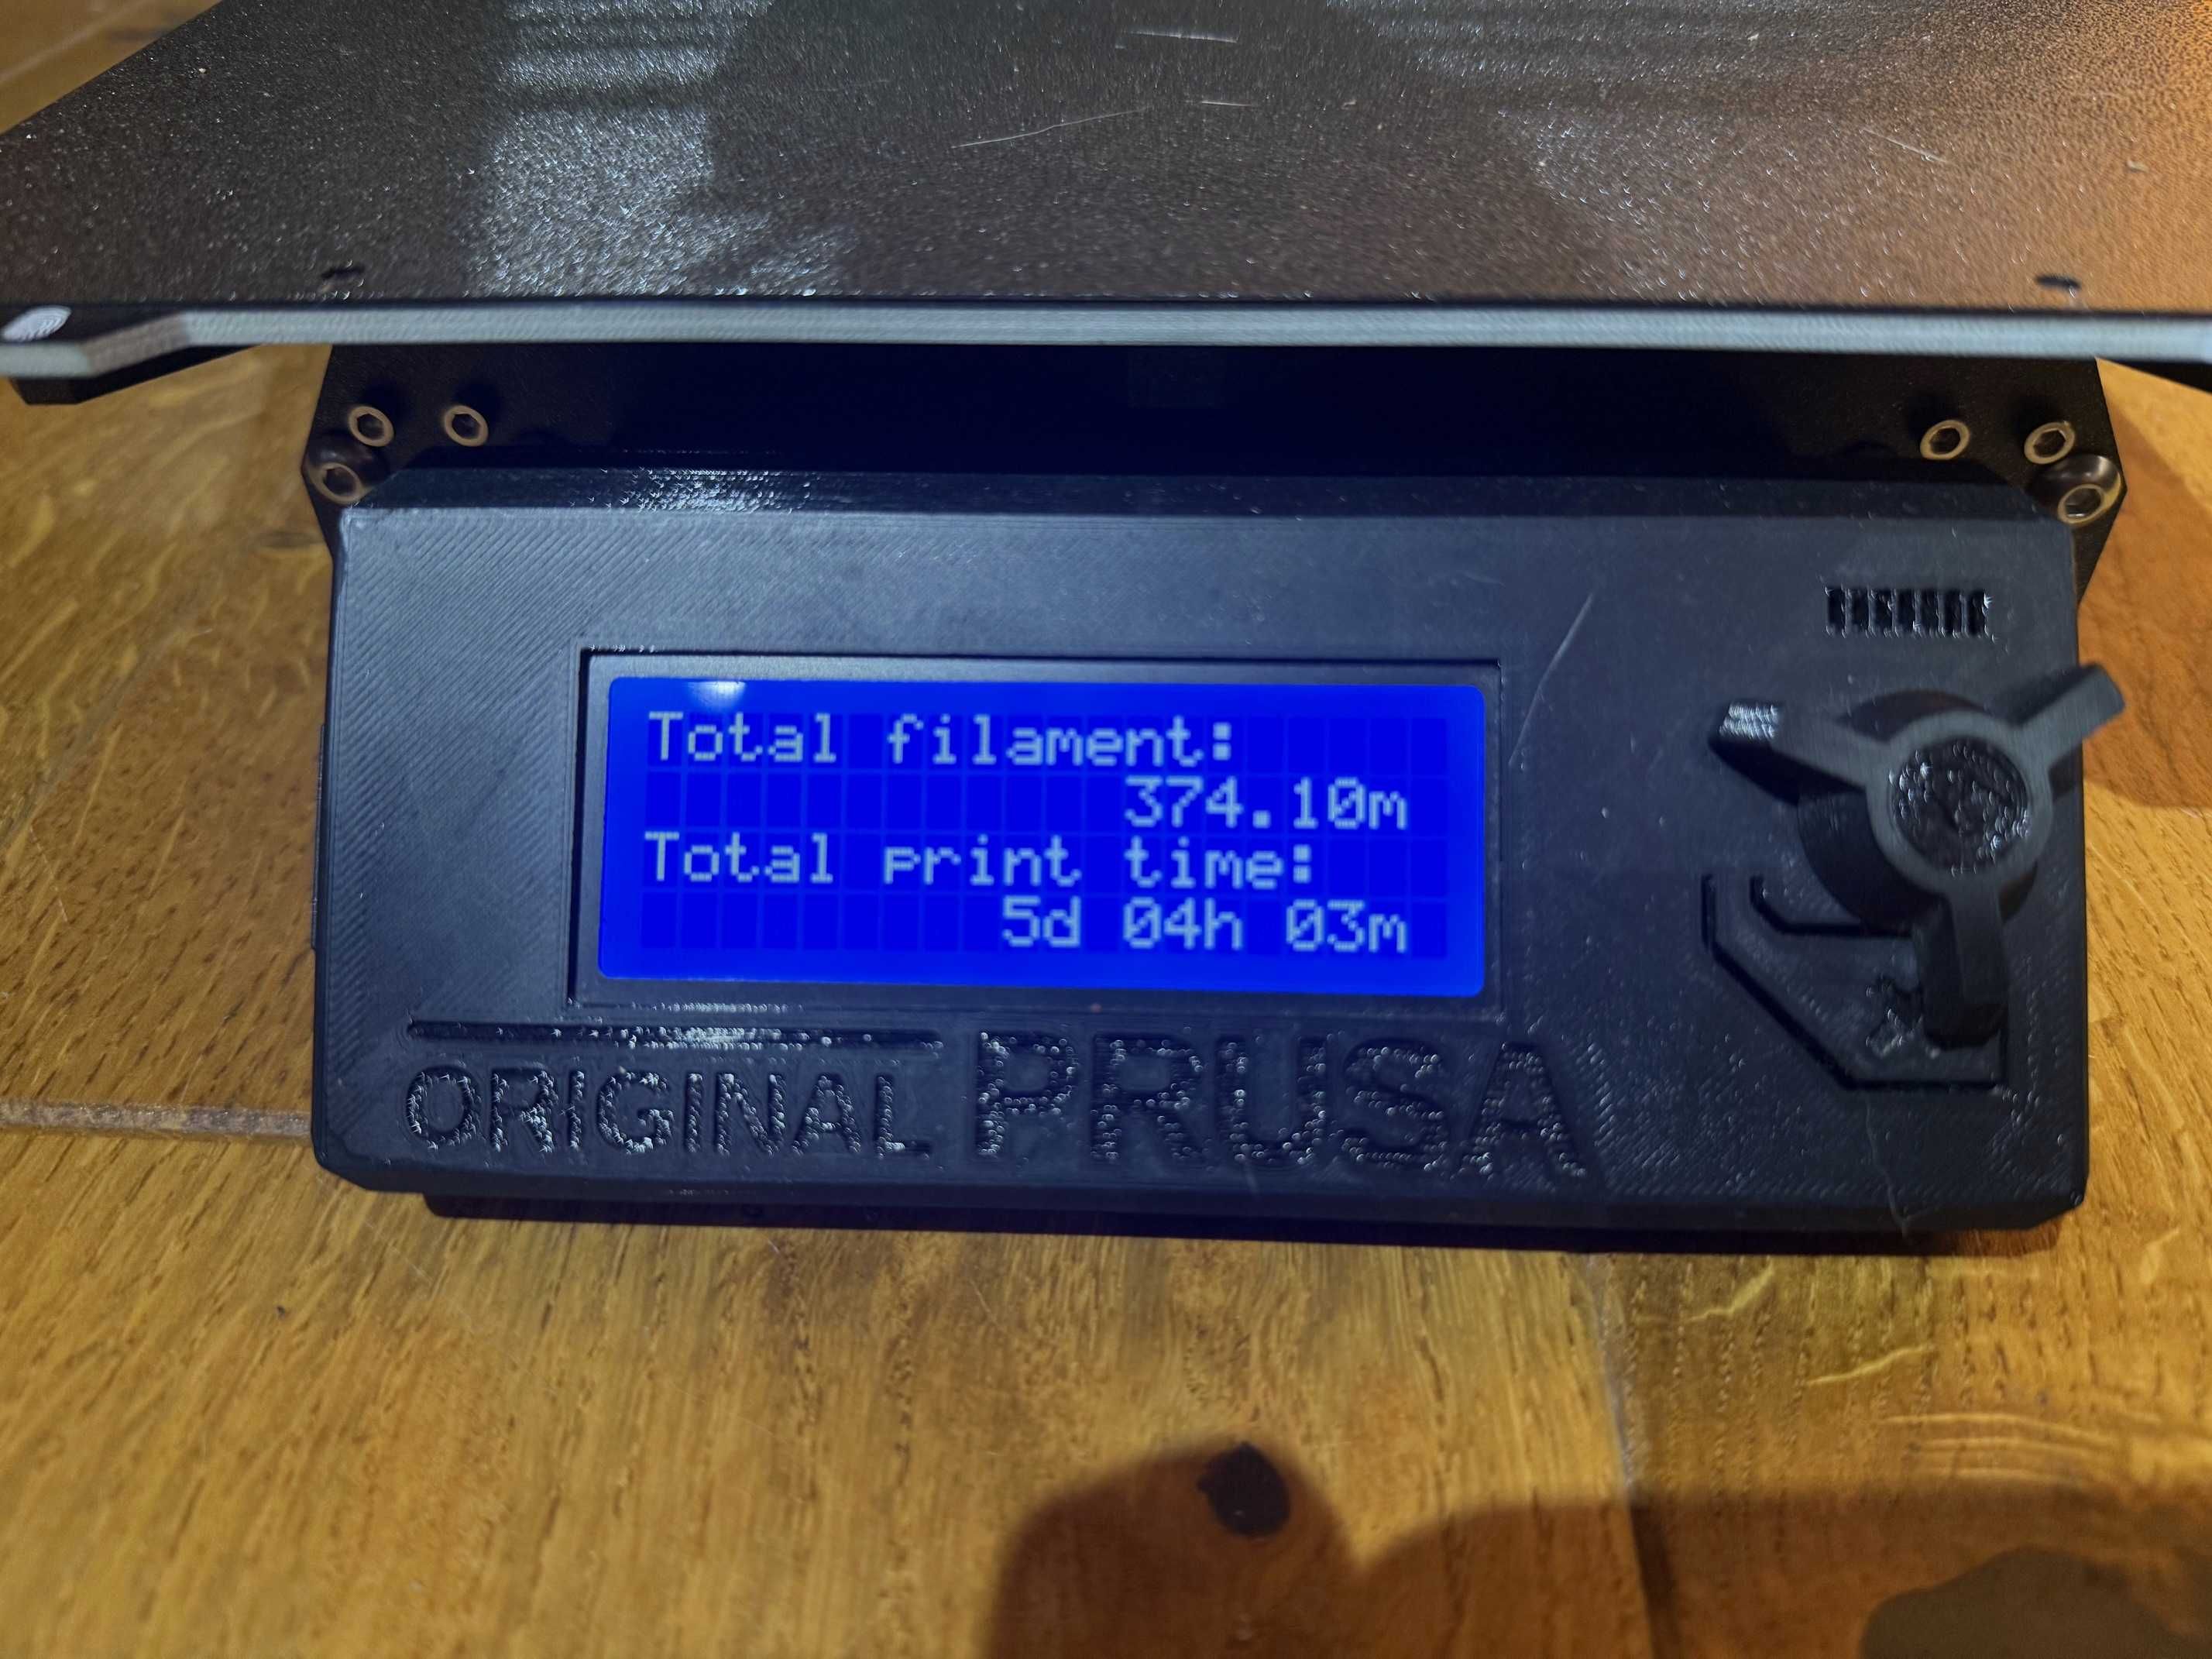 Total filament:
374.10m
Total print time:
5d 04h 03m
ORIGINAL PRUSA